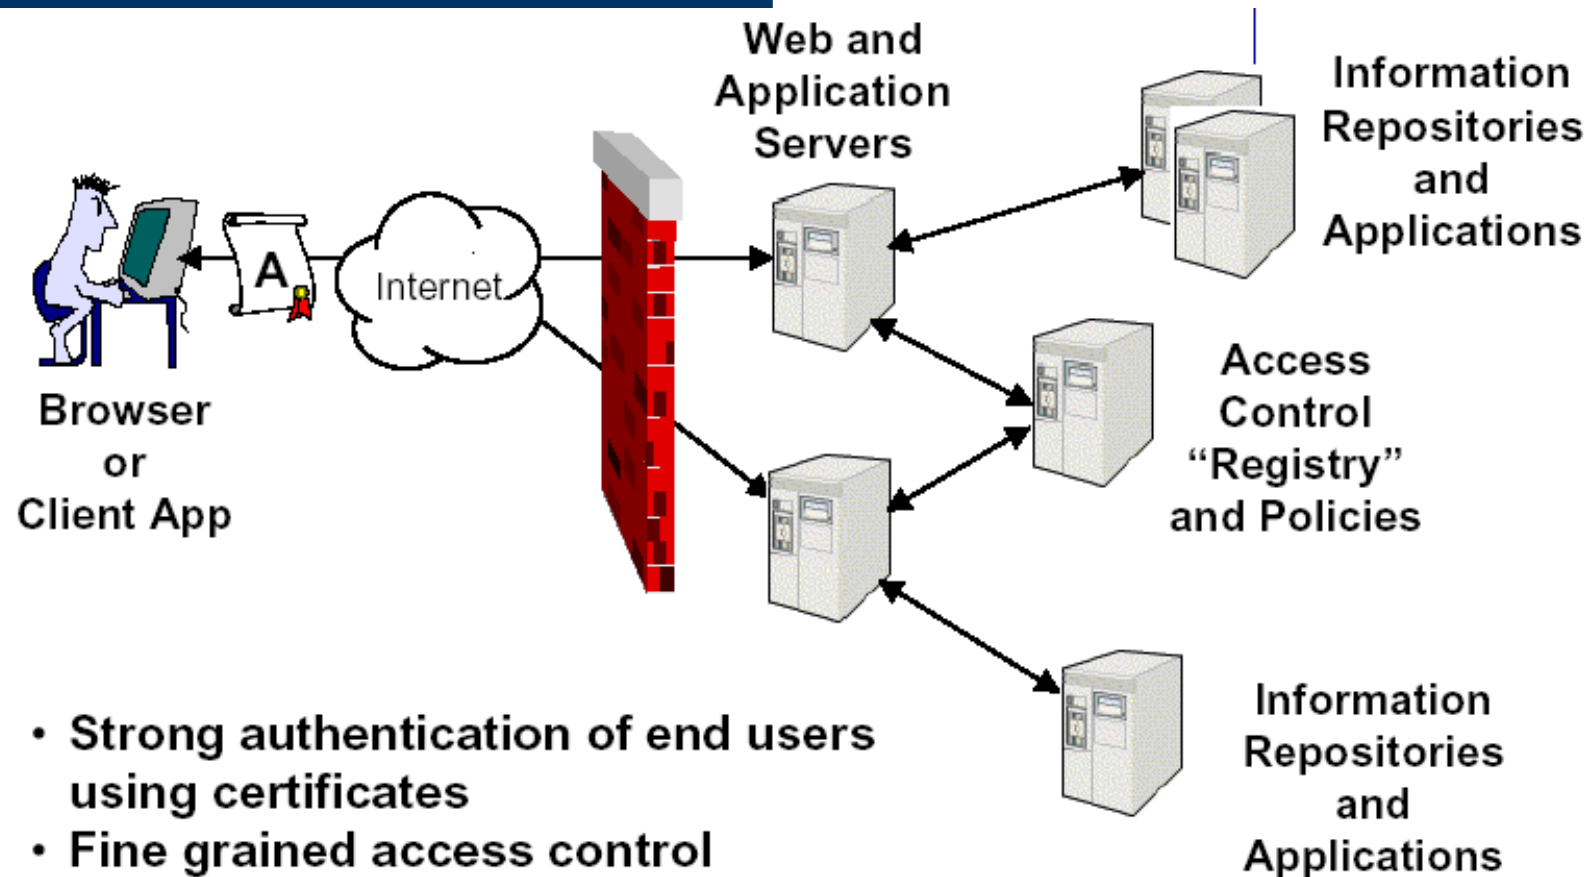 Web and
Application
Servers
Information
Repositories
and
Applications
A
Internet
Browser
or
Client App
Access
Control
“Registry”
and Policies
• Strong authentication of end users
using certificates
• Fine grained access control
Information
Repositories
and
Applications